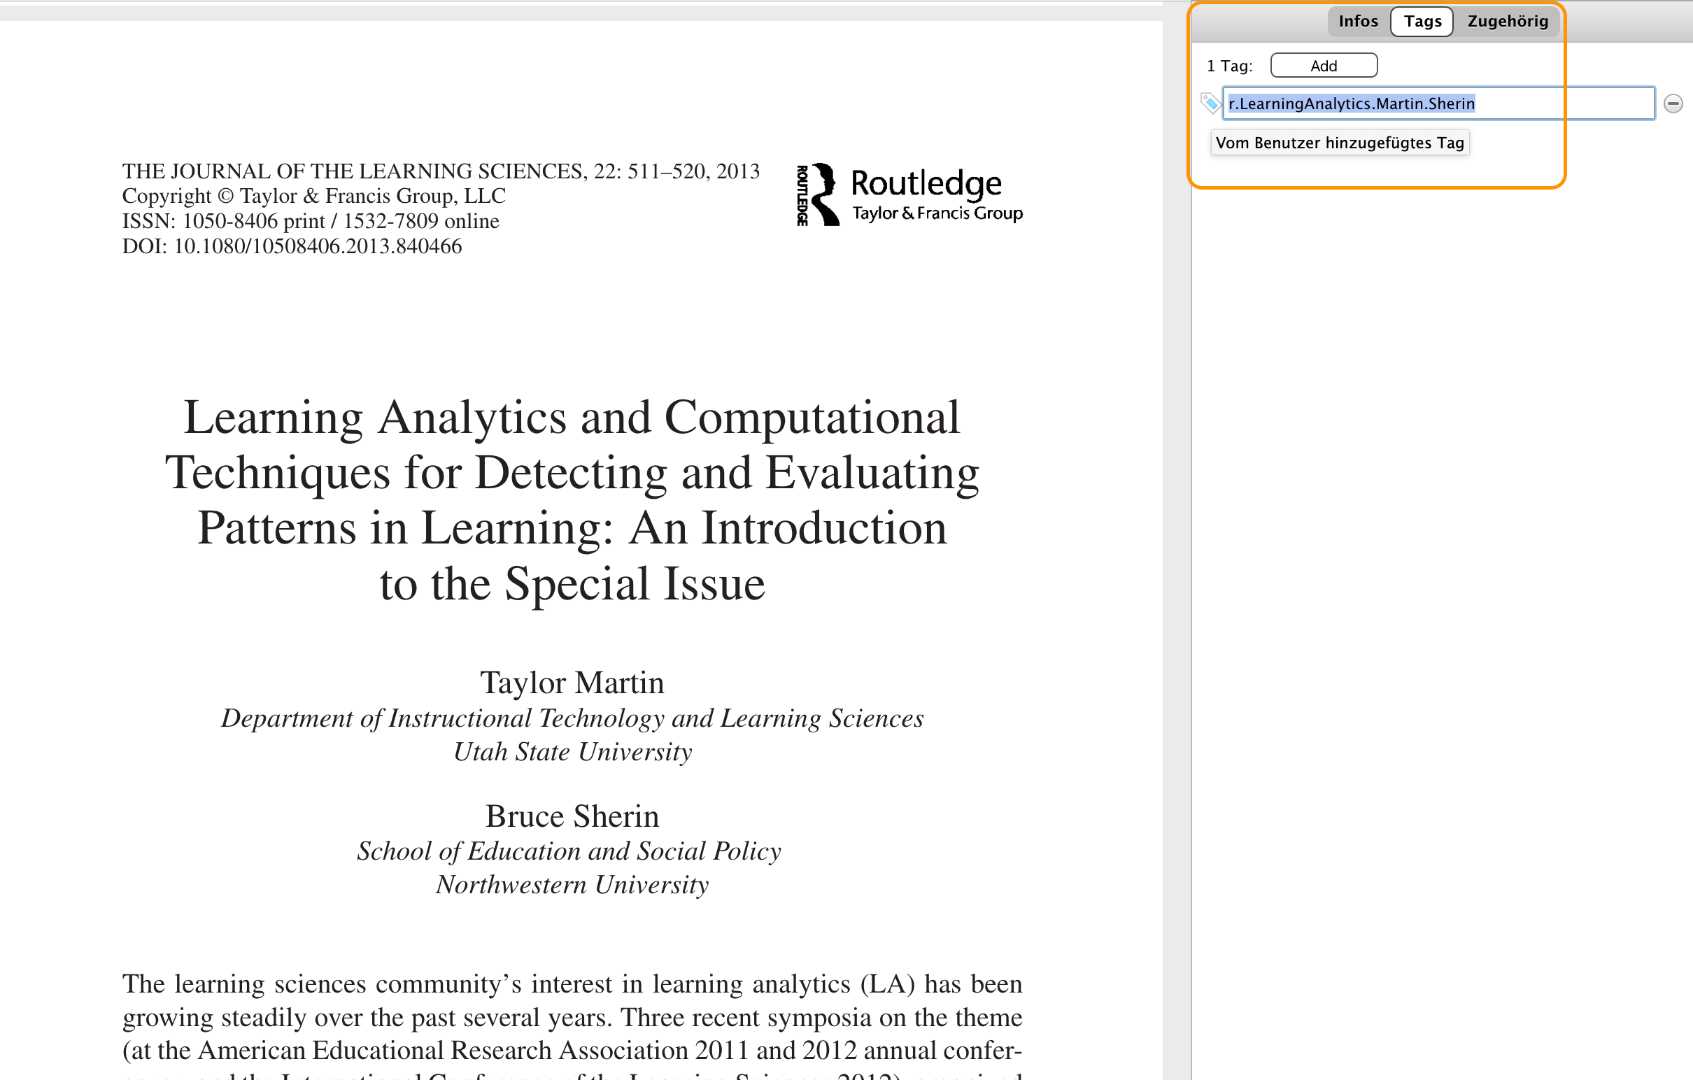 Infos Tags Zugehörig
1 Tag: Add
r.LearningAnalytics.Martin.Sherin
Vom Benutzer hinzugefügtes Tag
THE JOURNAL OF THE LEARNING SCIENCES, 22: 511–520, 2013
Copyright © Taylor & Francis Group, LLC
ISSN: 1050-8406 print / 1532-7809 online
DOI: 10.1080/10508406.2013.840466
ROUTLEDGE
Routledge
Taylor & Francis Group
Learning Analytics and Computational
Techniques for Detecting and Evaluating
Patterns in Learning: An Introduction
to the Special Issue
Taylor Martin
Department of Instructional Technology and Learning Sciences
Utah State University
Bruce Sherin
School of Education and Social Policy
Northwestern University
The learning sciences community’s interest in learning analytics (LA) has been
growing steadily over the past several years. Three recent symposia on the theme
(at the American Educational Research Association 2011 and 2012 annual confer-